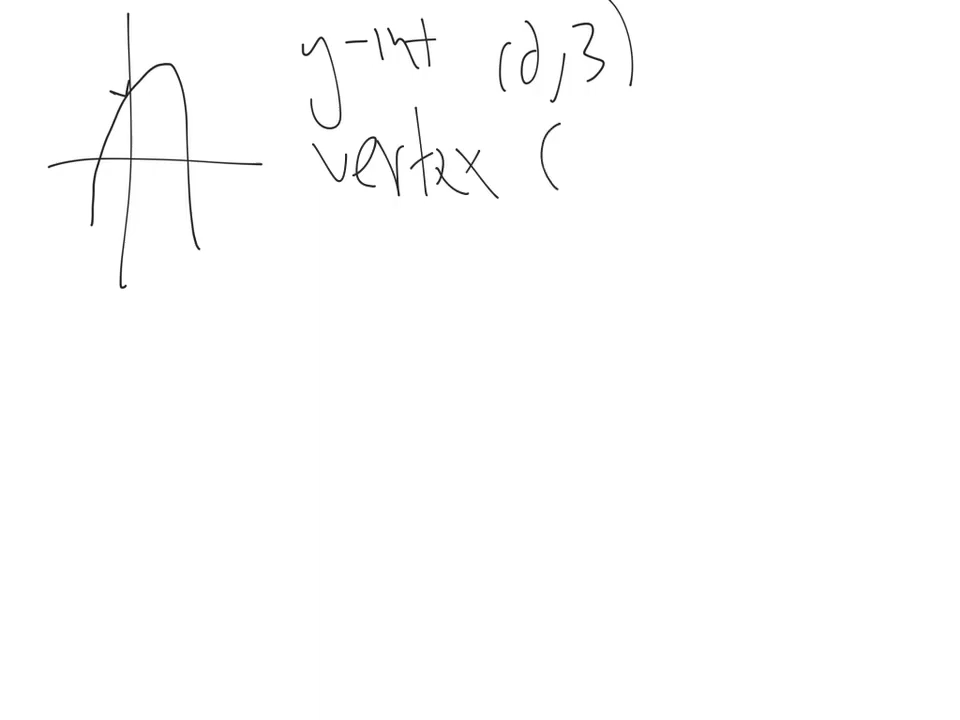 y-int (0,3)
vertex (